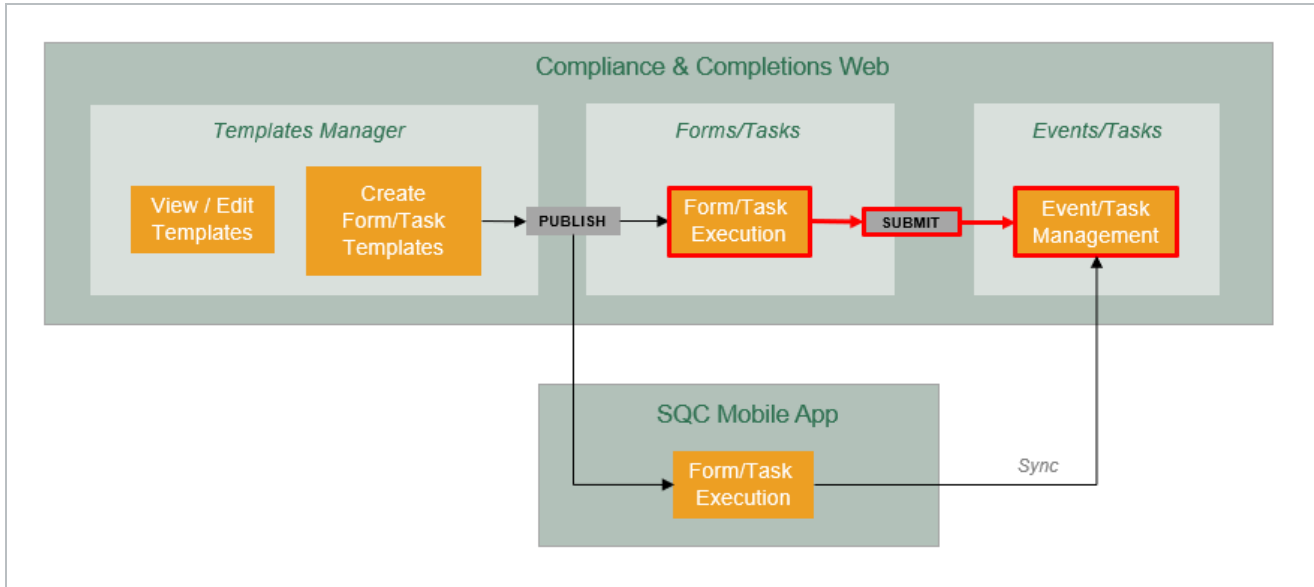 Compliance & Completions Web
Templates Manager
Forms/Tasks
Events/Tasks
View / Edit
Templates
Create
Form/Task
Templates
PUBLISH
Form/Task
Execution
SUBMIT
Event/Task
Management
SQC Mobile App
Form/Task
Execution
Sync